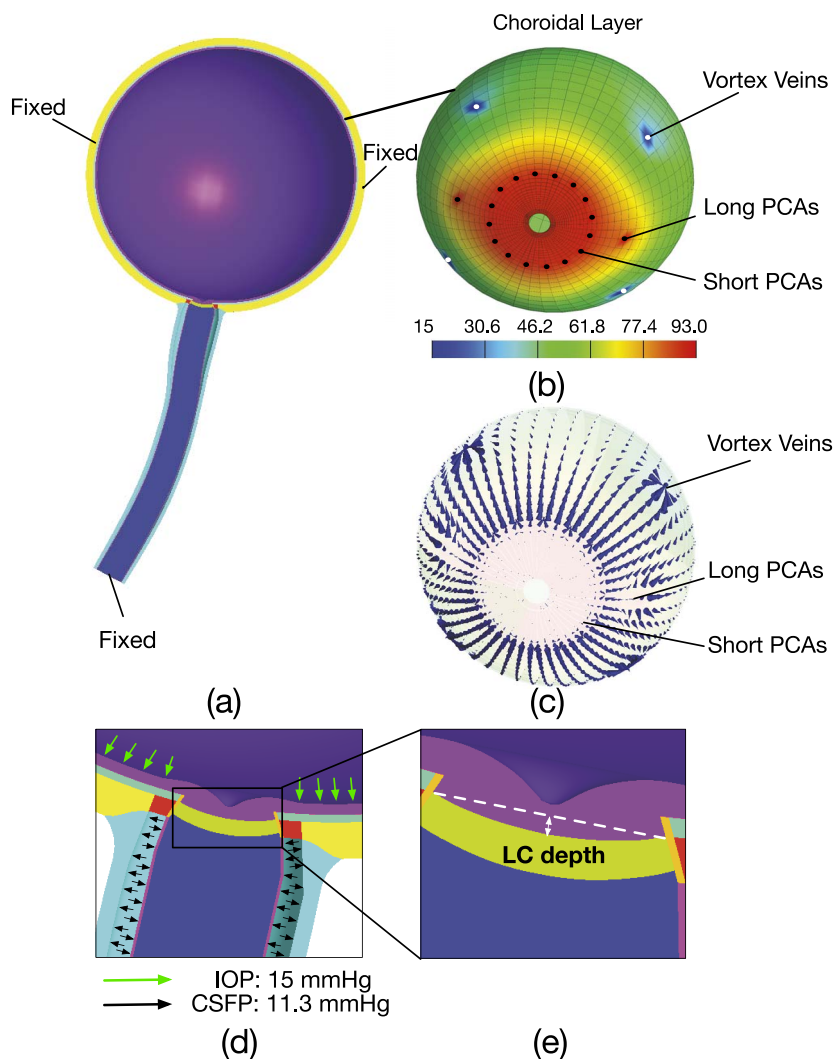 Choroidal Layer
Fixed
Fixed
Vortex Veins
Long PCAs
Short PCAs
15 30.6 46.2 61.8 77.4 93.0
(b)
Vortex Veins
Long PCAs
Short PCAs
Fixed
(a)
(c)
LC depth
IOP: 15 mmHg
CSFP: 11.3 mmHg
(d)
(e)